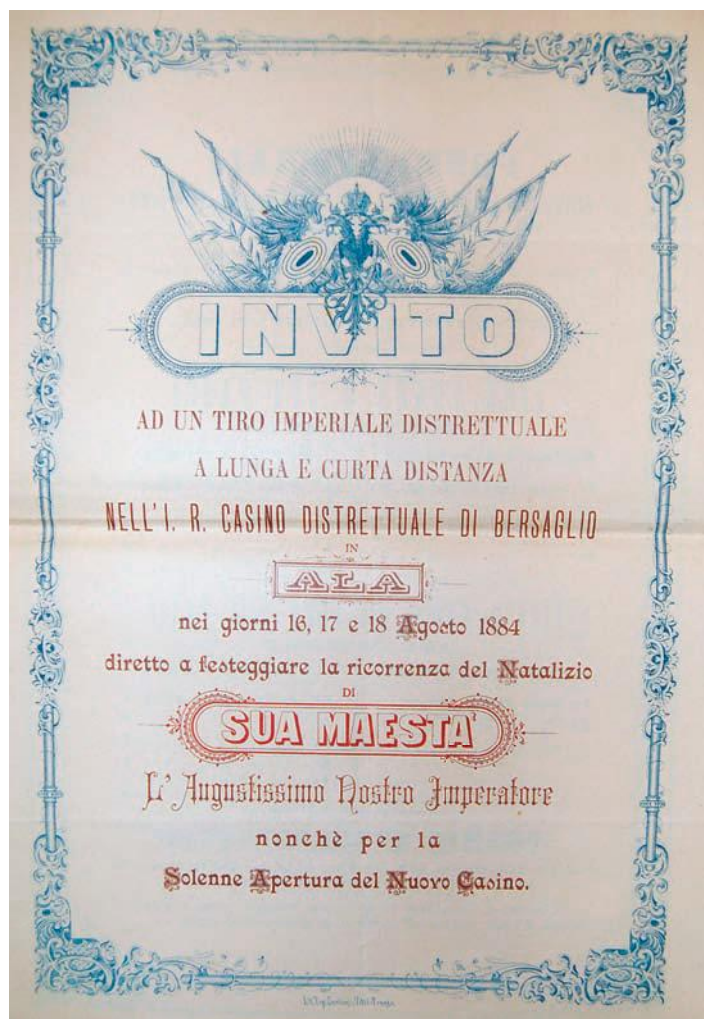 INVITO
AD UN TIRO IMPERIALE DISTRETTUALE
A LUNGA E CURTA DISTANZA
NELL'I. R. CASINO DISTRETTUALE DI BERSAGLIO
IN
ALA
nei giorni 16, 17 e 18 Agosto 1884
diretto a festeggiare la ricorrenza del Natalizio
DI
SUA MAESTA'
L'Augustissimo Nostro Imperatore
nonchè per la
Solenne Apertura del Nuovo Casino.